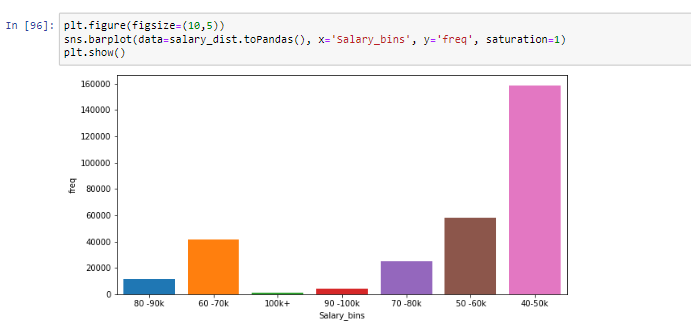 In [96]: plt.figure(figsize=(10,5))
sns.barplot(data=salary_dist.toPandas(), x='Salary_bins', y='freq', saturation=1)
plt.show()
160000
140000
120000
100000
80000
60000
40000
20000
0
freq
80 -90k 60 -70k 100k+ 90 -100k 70 -80k 50 -60k 40-50k
Salary_bins